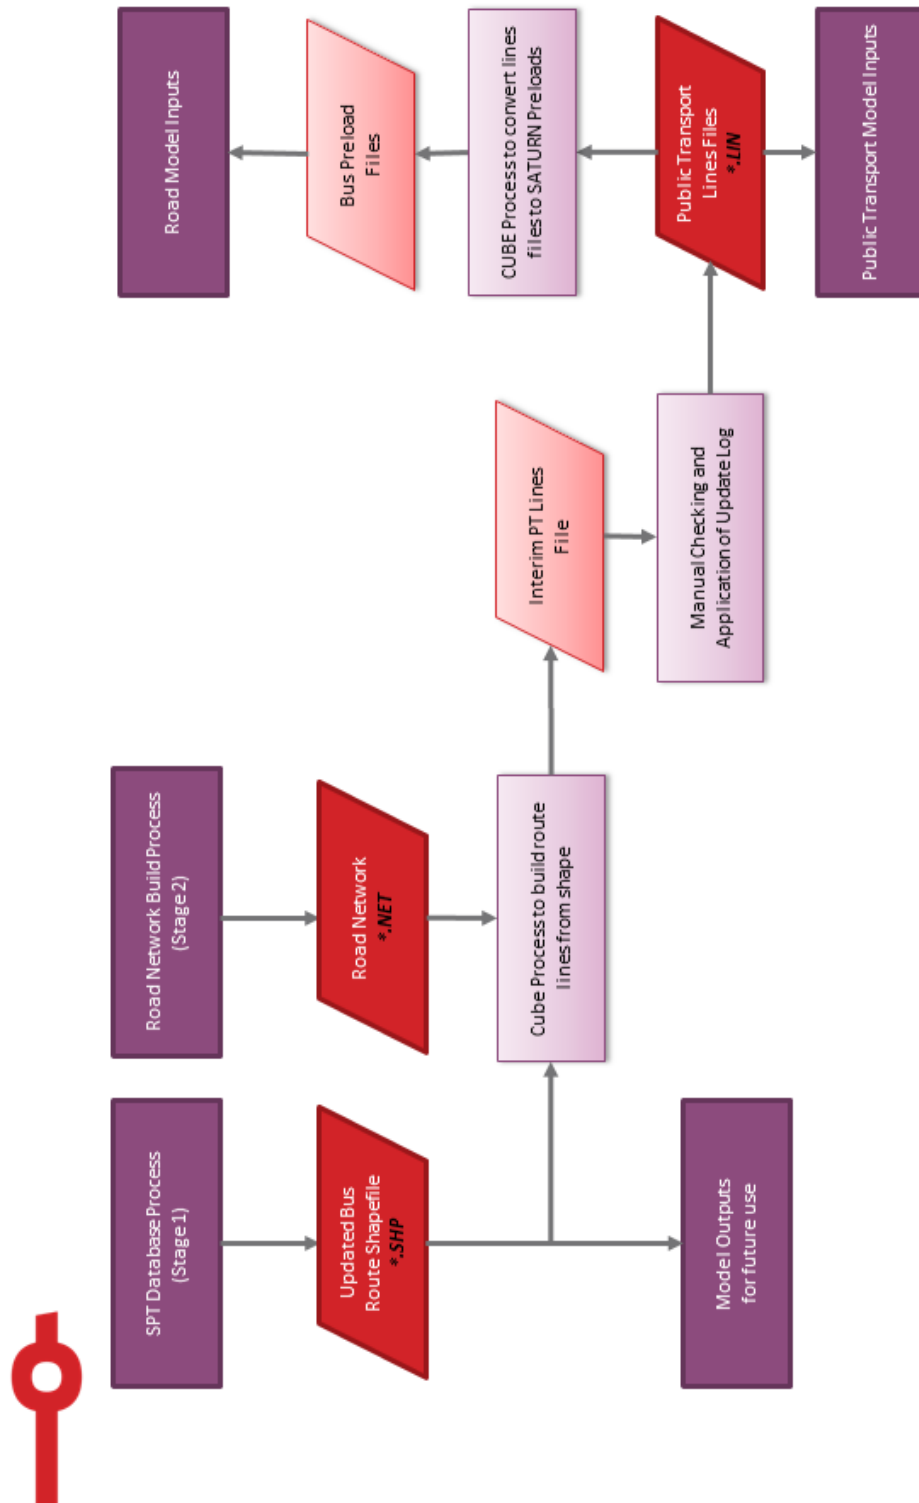 SPT Database Process
(Stage 1)
Updated Bus
Route Shapefile
*.SHP
Model Outputs
for future use
Road Network Build Process
(Stage 2)
Road Network
*.NET
Cube Process to build route
lines from shape
Interim PT Lines
File
Manual Checking and
Application of Update Log
Road Model Inputs
Bus Preload
Files
CUBE Process to convert lines
files to SATURN Preloads
Public Transport
Lines Files
*.LIN
Public Transport Model Inputs